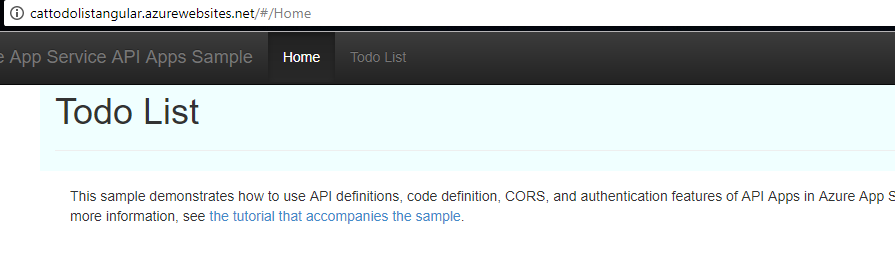 cattodolistangular.azurewebsites.net/#/Home
e App Service API Apps Sample Home Todo List
Todo List
This sample demonstrates how to use API definitions, code definition, CORS, and authentication features of API Apps in Azure App S
more information, see the tutorial that accompanies the sample.